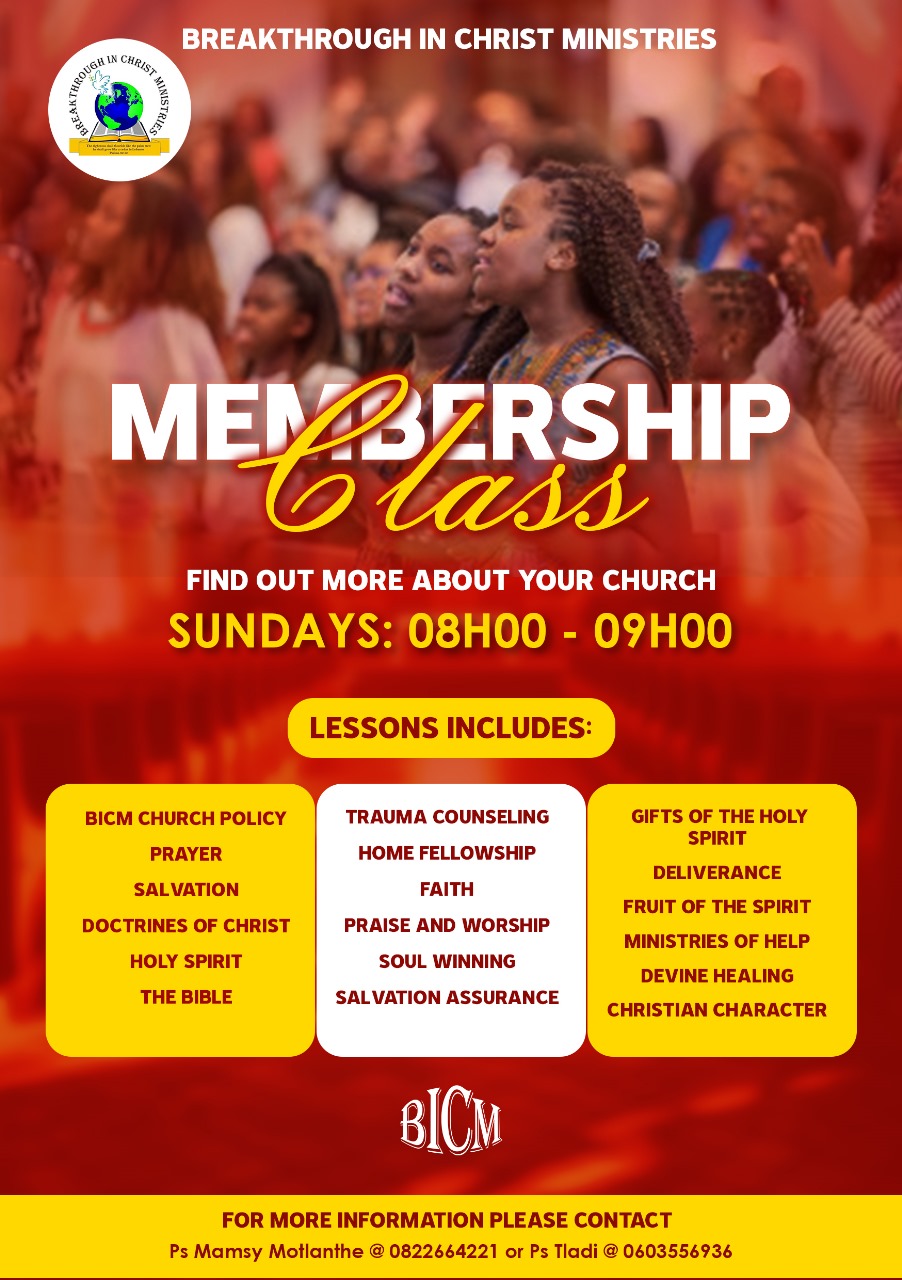 BREAKTHROUGH IN CHRIST MINISTRIES
BREAKTHROUGH IN CHRIST MINISTRIES
MEMBERSHIP
Class
FIND OUT MORE ABOUT YOUR CHURCH
SUNDAYS: 08H00 - 09H00
LESSONS INCLUDES:
BICM CHURCH POLICY
PRAYER
SALVATION
DOCTRINES OF CHRIST
HOLY SPIRIT
THE BIBLE
TRAUMA COUNSELING
HOME FELLOWSHIP
FAITH
PRAISE AND WORSHIP
SOUL WINNING
SALVATION ASSURANCE
GIFTS OF THE HOLY
SPIRIT
DELIVERANCE
FRUIT OF THE SPIRIT
MINISTRIES OF HELP
DEVINE HEALING
CHRISTIAN CHARACTER
BICM
FOR MORE INFORMATION PLEASE CONTACT
Ps Mamsy Motlanthe @ 0822664221 or Ps Tladi @ 0603556936